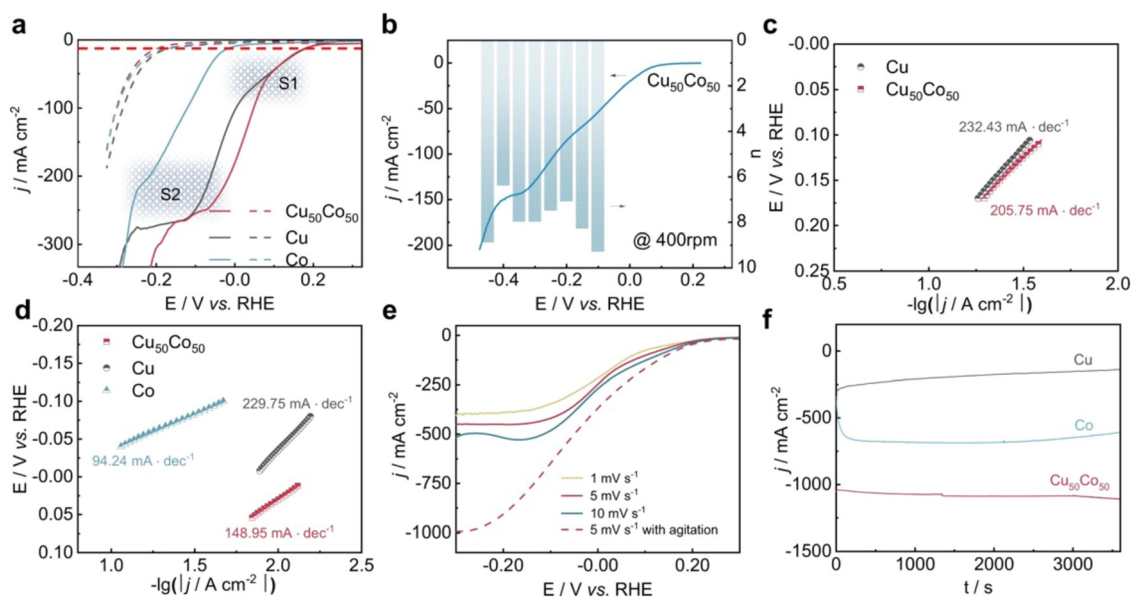 a
0
-100
-200
-300
j / mA cm⁻²
S1
S2
Cu₅₀Co₅₀
Cu
Co
-0.4
-0.2
-0.0
0.2
E / V vs. RHE
b
0
-50
-100
-150
-200
j / mA cm⁻²
Cu₅₀Co₅₀
@ 400rpm
0
2
4
6
8
10
n
-0.4
-0.2
0.0
E / V vs. RHE
c
-0.00
0.05
0.10
0.15
0.20
0.25
E / V vs. RHE
Cu
Cu₅₀Co₅₀
232.43 mA · dec⁻¹
205.75 mA · dec⁻¹
0.5
1.0
1.5
2.0
-lg(|j / A cm⁻²|)
d
-0.20
-0.15
-0.10
-0.05
-0.00
0.05
0.10
E / V vs. RHE
Cu₅₀Co₅₀
Cu
Co
229.75 mA · dec⁻¹
94.24 mA · dec⁻¹
148.95 mA · dec⁻¹
1.0
1.5
2.0
2.5
-lg(|j / A cm⁻²|)
e
0
-250
-500
-750
-1000
j / mA cm⁻²
1 mV s⁻¹
5 mV s⁻¹
10 mV s⁻¹
5 mV s⁻¹ with agitation
-0.20
-0.00
0.20
E / V vs. RHE
f
0
-500
-1000
-1500
j / mA cm⁻²
Cu
Co
Cu₅₀Co₅₀
0
1000
2000
3000
t / s